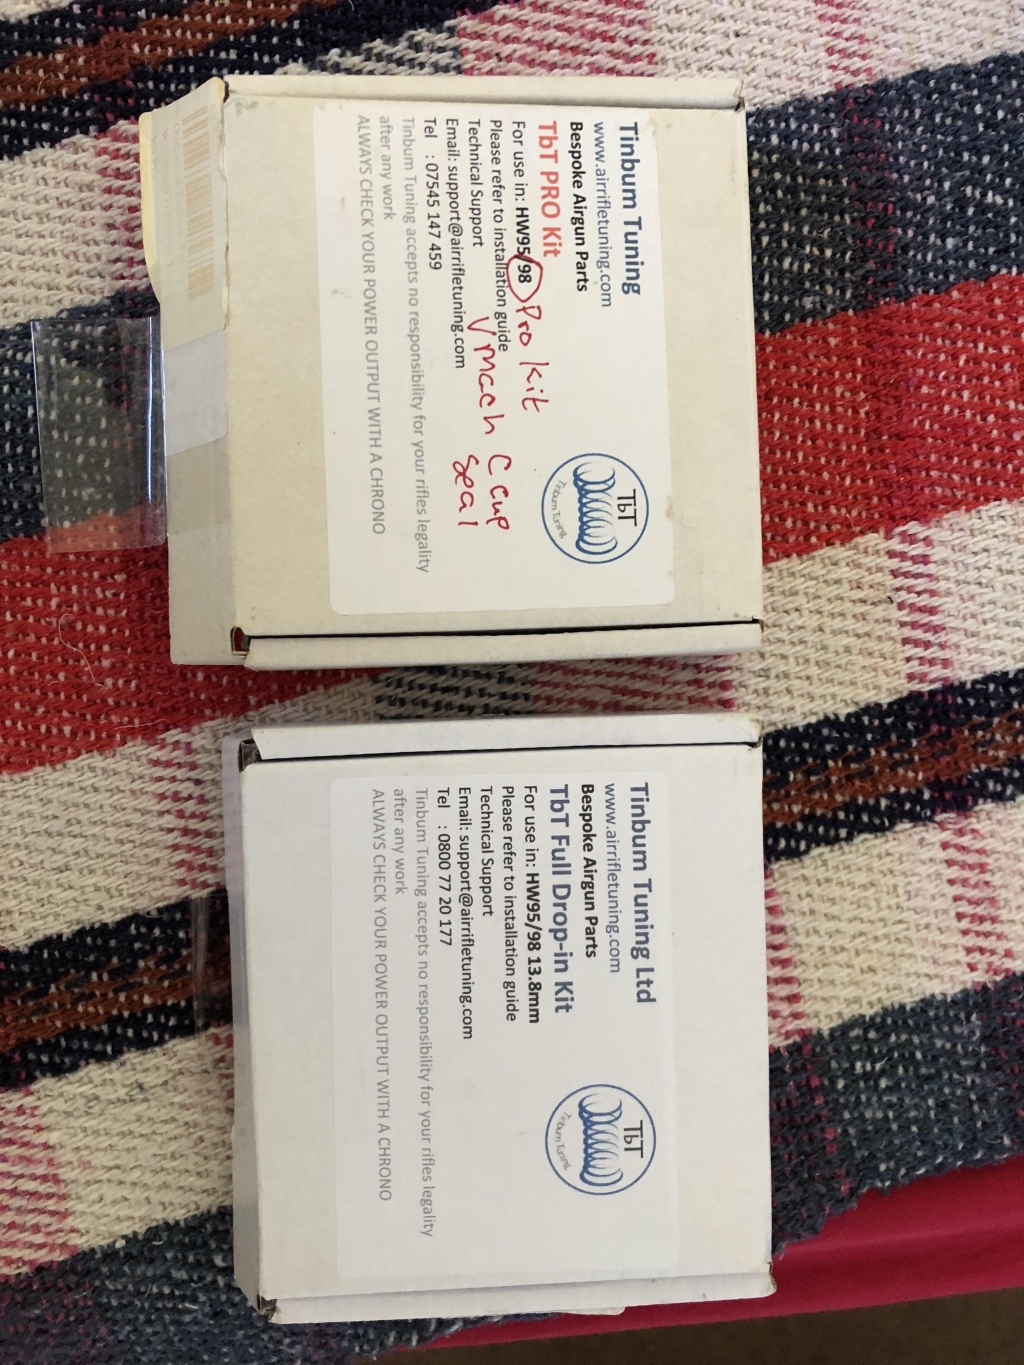 Tinbum Tuning
www.airrifletuning.com
Bespoke Airgun Parts
TbT PRO Kit
For use in: HW95/98
Please refer to installation guide
Technical Support
Email: support@airrifletuning.com
Tel : 07545 147 459
Tinbum Tuning accepts no responsibility for your rifles legality
after any work
ALWAYS CHECK YOUR POWER OUTPUT WITH A CHRONO
Pro kit
Vmach C cup
Seal
TbT
Tinbum Tuning
Tinbum Tuning Ltd
www.airrifletuning.com
Bespoke Airgun Parts
TbT Full Drop-in Kit
For use in: HW95/98 13.8mm
Please refer to installation guide
Technical Support
Email: support@airrifletuning.com
Tel : 0800 77 20 177
Tinbum Tuning accepts no responsibility for your rifles legality
after any work
ALWAYS CHECK YOUR POWER OUTPUT WITH A CHRONO
TbT
Tinbum Tuning